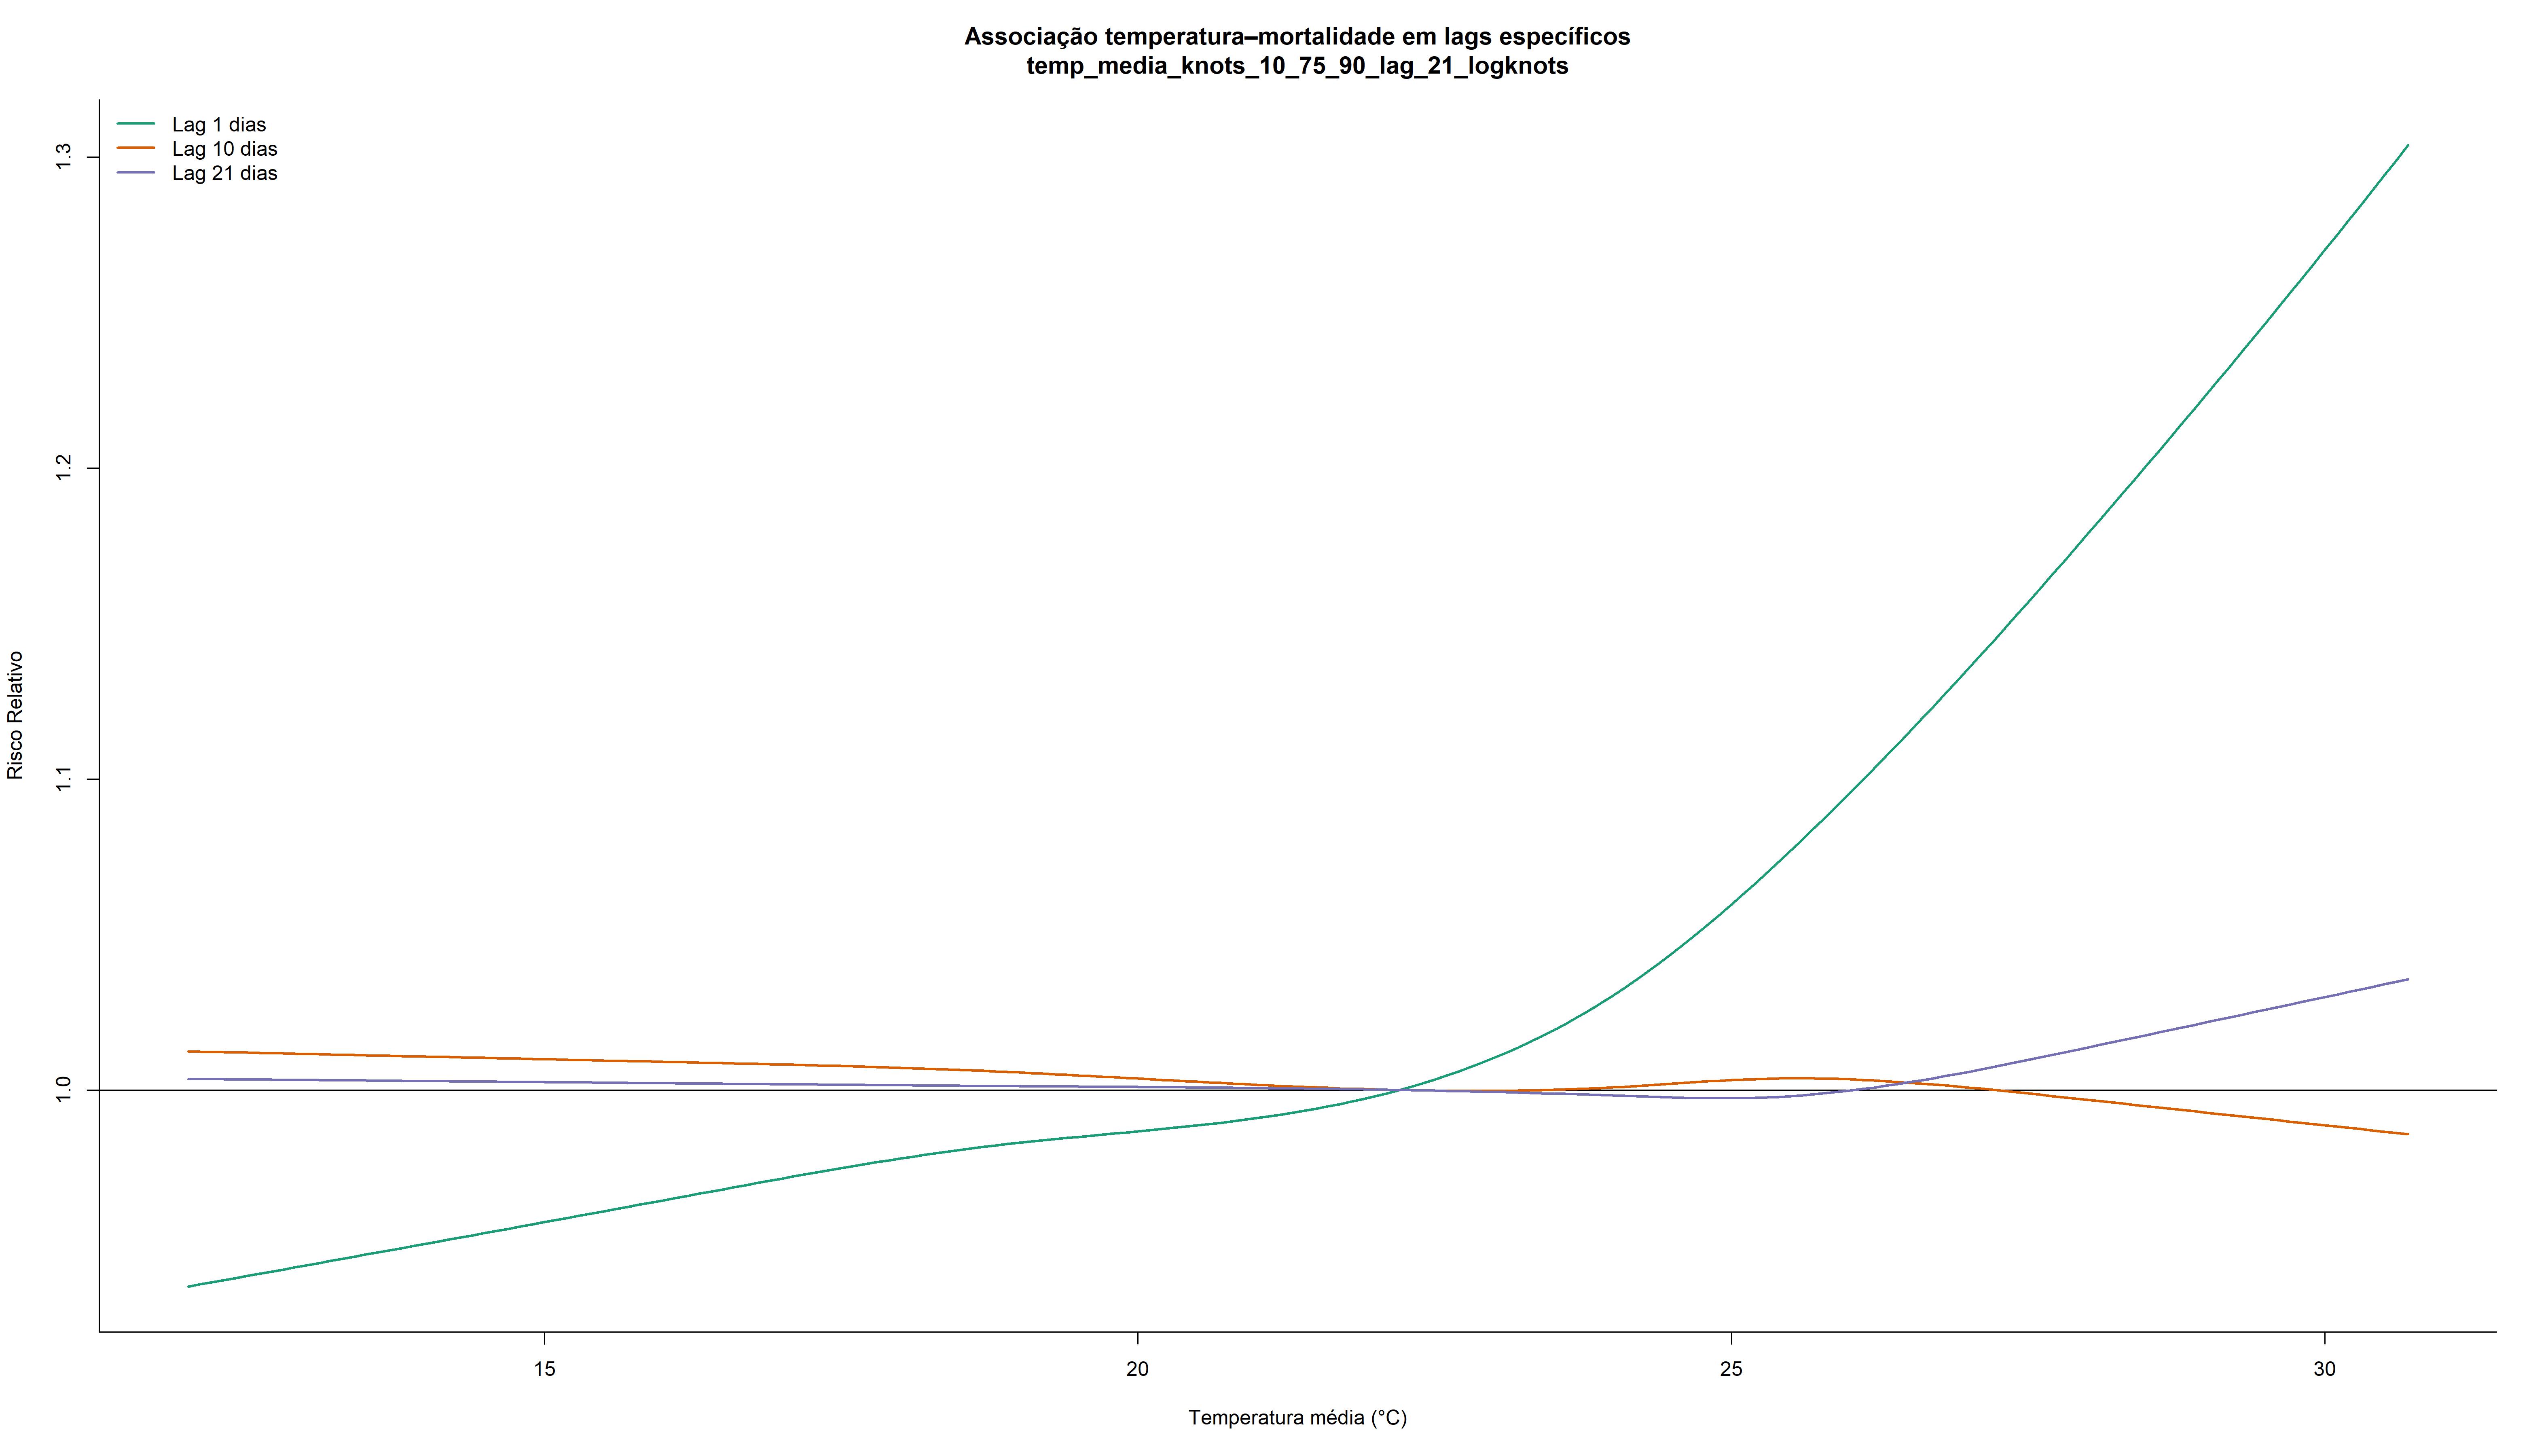 Associação temperatura–mortalidade em lags específicos
temp_media_knots_10_75_90_lag_21_logknots
Lag 1 dias
Lag 10 dias
Lag 21 dias
1.3
1.2
1.1
1.0
Risco Relativo
15
20
25
30
Temperatura média (°C)